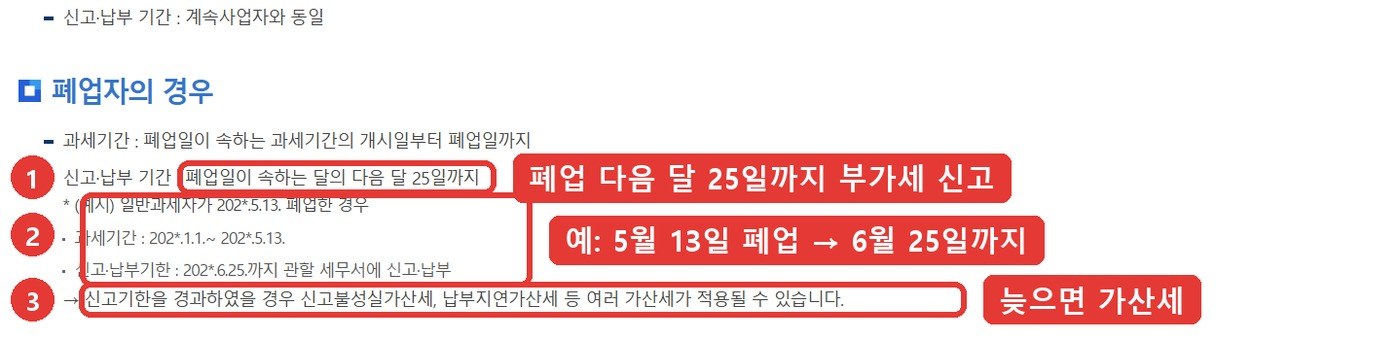 - 신고·납부 기간 : 계속사업자와 동일
폐업자의 경우
- 과세기간 : 폐업일이 속하는 과세기간의 개시일부터 폐업일까지
1 신고·납부 기간 폐업일이 속하는 달의 다음 달 25일까지 폐업 다음 달 25일까지 부가세 신고
* (예시) 일반과세자가 202*.5.13. 폐업한 경우
2 · 과세기간 : 202*.1.1.~ 202*.5.13. 예: 5월 13일 폐업 → 6월 25일까지
· 신고·납부기한 : 202*.6.25.까지 관할 세무서에 신고·납부
3 → 신고기한을 경과하였을 경우 신고불성실가산세, 납부지연가산세 등 여러 가산세가 적용될 수 있습니다. 늦으면 가산세